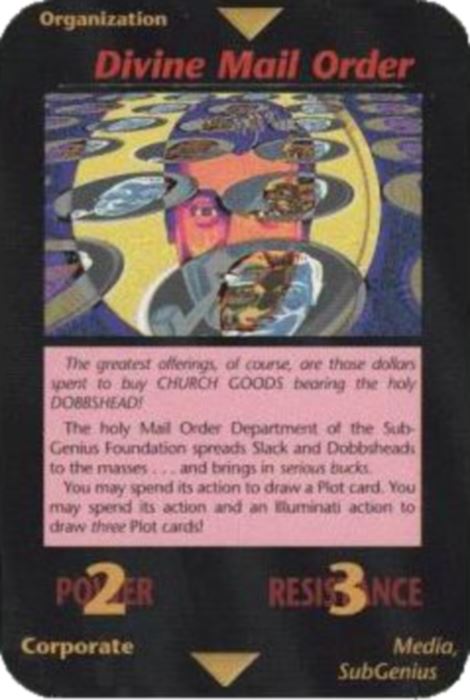 Organization
Divine Mail Order
The greatest offerings, of course, are those dollars
spent to buy CHURCH GOODS bearing the holy
DOBBSHEAD!
The holy Mail Order Department of the Sub-
Genius Foundation spreads Slack and Dobbsheads
to the masses . . . and brings in serious bucks.
You may spend its action to draw a Plot card. You
may spend its action and an Illuminati action to
draw three Plot cards!
POWER 2
RESISTANCE 3
Corporate
Media,
SubGenius